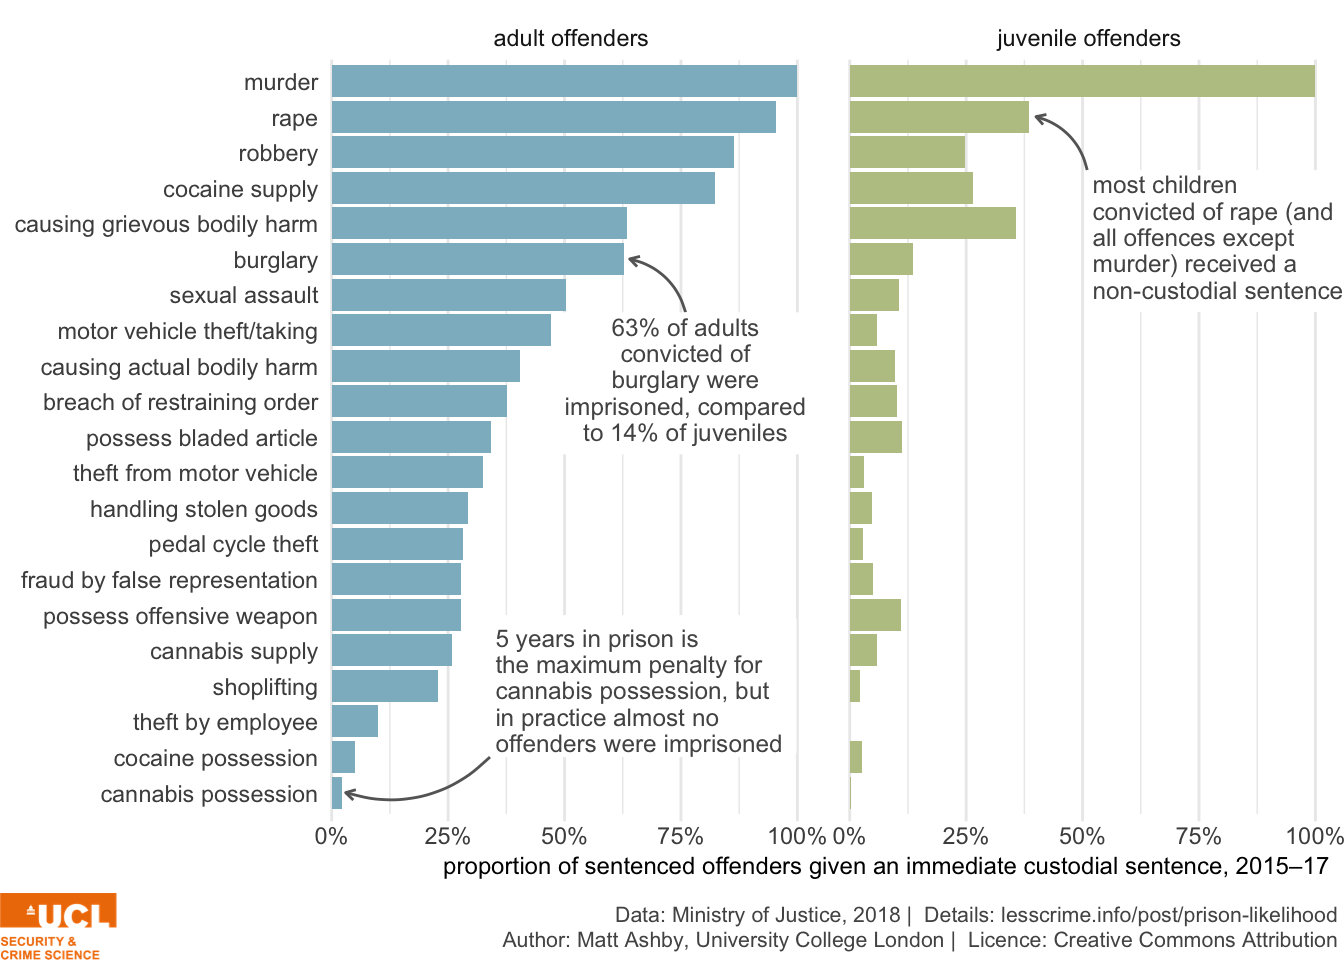 adult offenders
juvenile offenders
murder
rape
robbery
cocaine supply
causing grievous bodily harm
burglary
sexual assault
motor vehicle theft/taking
causing actual bodily harm
breach of restraining order
possess bladed article
theft from motor vehicle
handling stolen goods
pedal cycle theft
fraud by false representation
possess offensive weapon
cannabis supply
shoplifting
theft by employee
cocaine possession
cannabis possession
63% of adults
convicted of
burglary were
imprisoned, compared
to 14% of juveniles
5 years in prison is
the maximum penalty for
cannabis possession, but
in practice almost no
offenders were imprisoned
most children
convicted of rape (and
all offences except
murder) received a
non-custodial sentence
0% 25% 50% 75% 100% 0% 25% 50% 75% 100%
proportion of sentenced offenders given an immediate custodial sentence, 2015–17
UCL
SECURITY &
CRIME SCIENCE
Data: Ministry of Justice, 2018 | Details: lesscrime.info/post/prison-likelihood
Author: Matt Ashby, University College London | Licence: Creative Commons Attribution